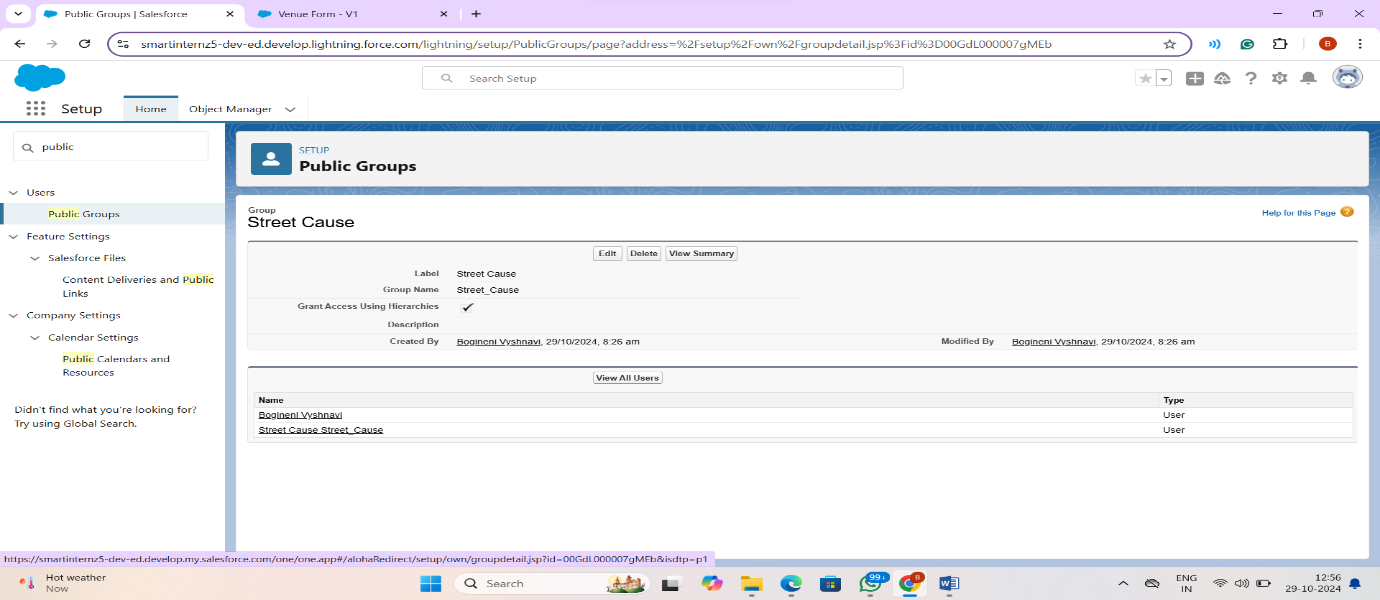 Public Groups | Salesforce
Venue Form - V1
smartinternz5-dev-ed.develop.lightning.force.com/lightning/setup/PublicGroups/page?address=%2Fsetup%2Fown%2Fgroupdetail.jsp%3Fid%3D00GdL000007gMEb
B
Search Setup
Setup
Home
Object Manager
public
Users
Public Groups
Feature Settings
Salesforce Files
Content Deliveries and Public
Links
Company Settings
Calendar Settings
Public Calendars and
Resources
Didn't find what you're looking for?
Try using Global Search.
SETUP
Public Groups
Group
Street Cause
Help for this Page ?
Edit Delete View Summary
Label Street Cause
Group Name Street_Cause
Grant Access Using Hierarchies ✓
Description
Created By Bogineni Vyshnavi, 29/10/2024, 8:26 am Modified By Bogineni Vyshnavi, 29/10/2024, 8:26 am
View All Users
Name Type
Bogineni Vyshnavi User
Street Cause Street_Cause User
https://smartinternz5-dev-ed.develop.my.salesforce.com/one/one.app#/alohaRedirect/setup/own/groupdetail.jsp?id=00GdL000007gMEb&isdtp=p1
Hot weather
Now
Search
99+
B
ENG
IN
12:56
29-10-2024